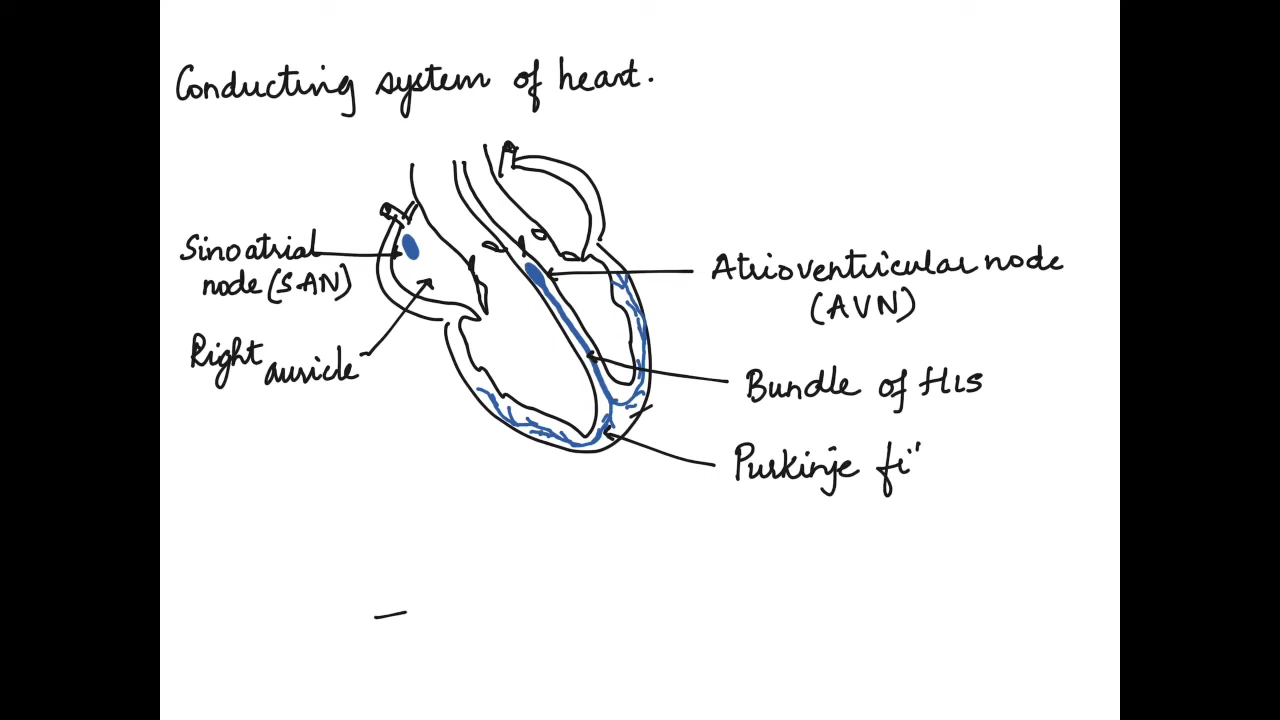 Conducting system of heart.
Sinoatrial
node (SAN)
Right auricle
Atrioventricular node
(AVN)
Bundle of His
Purkinje fi